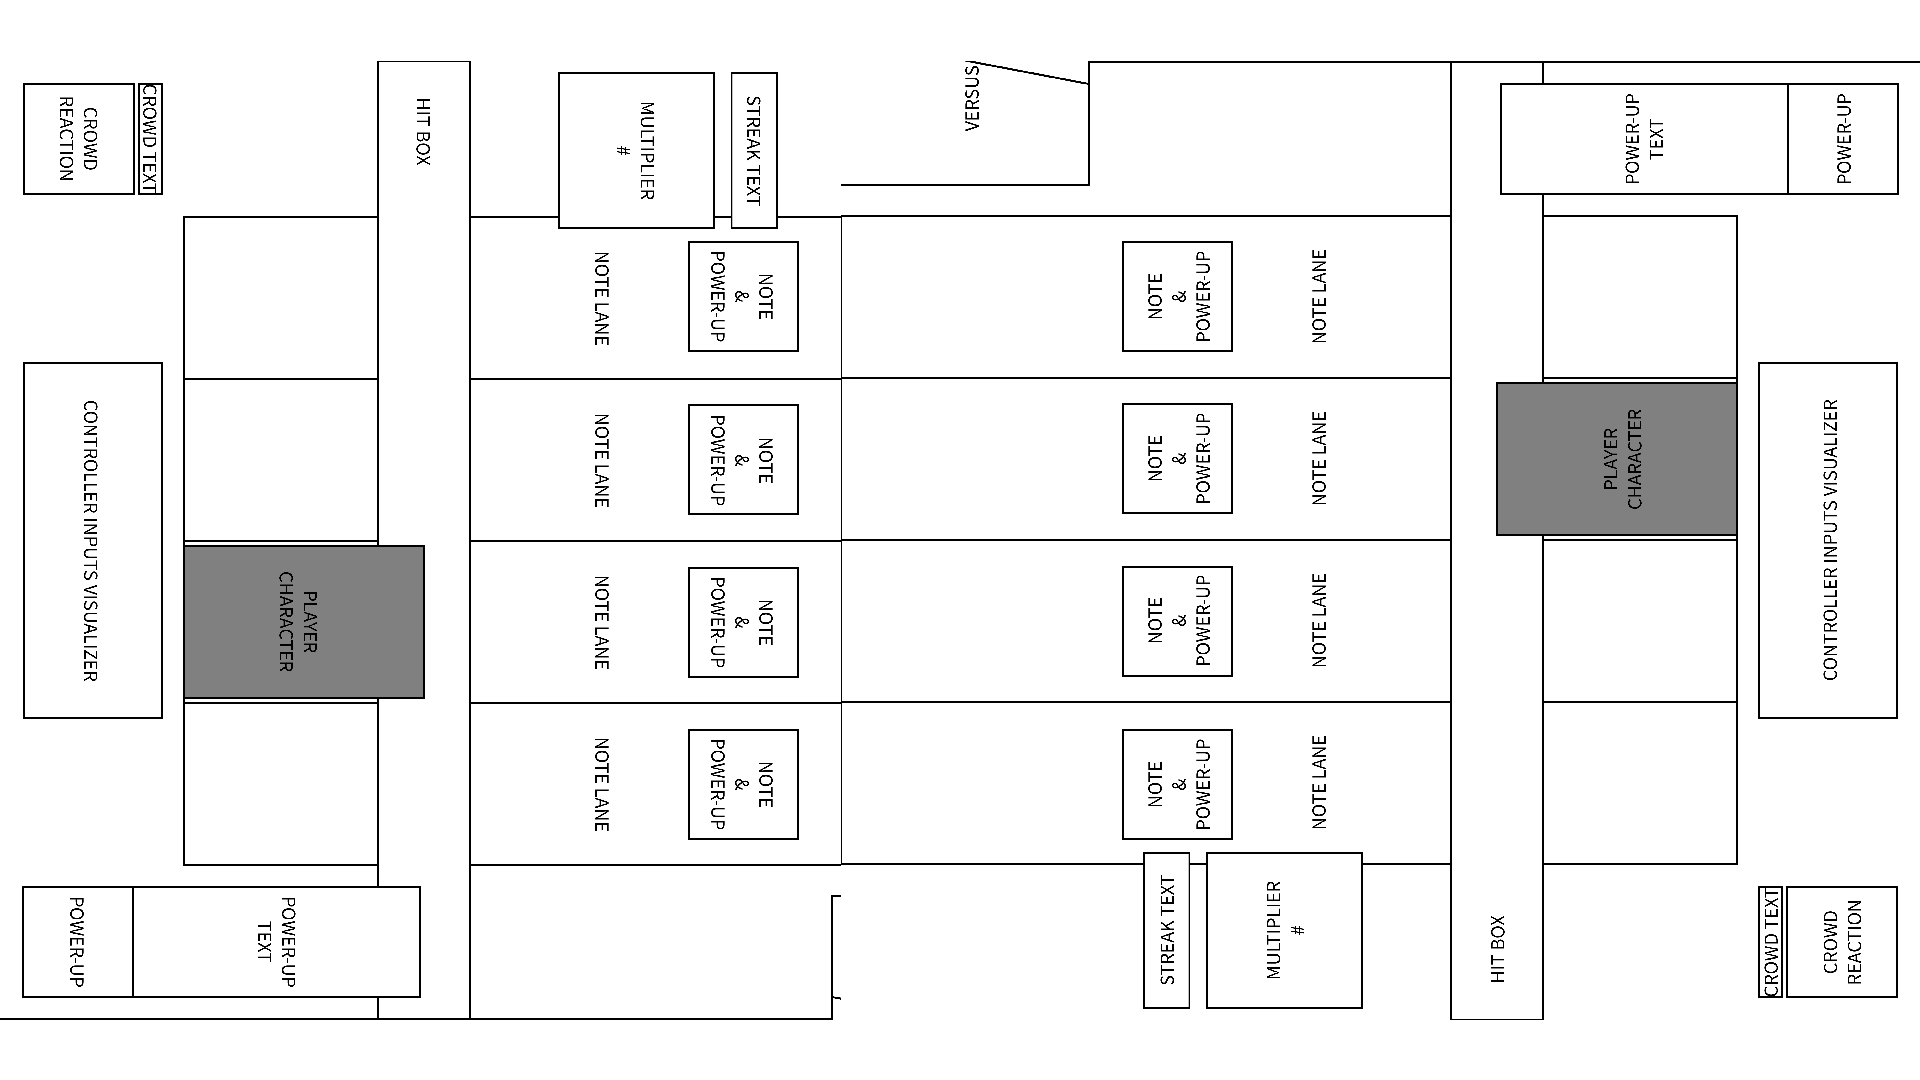 CROWD
REACTION
CROWD TEXT
HIT BOX
MULTIPLIER
#
STREAK TEXT
VERSUS
POWER-UP
TEXT
POWER-UP
NOTE LANE
NOTE
&
POWER-UP
NOTE
&
POWER-UP
NOTE LANE
NOTE LANE
NOTE
&
POWER-UP
NOTE
&
POWER-UP
NOTE LANE
PLAYER
CHARACTER
CONTROLLER INPUTS VISUALIZER
CONTROLLER INPUTS VISUALIZER
PLAYER
CHARACTER
NOTE LANE
NOTE
&
POWER-UP
NOTE
&
POWER-UP
NOTE LANE
NOTE LANE
NOTE
&
POWER-UP
NOTE
&
POWER-UP
NOTE LANE
POWER-UP
POWER-UP
TEXT
STREAK TEXT
MULTIPLIER
#
HIT BOX
CROWD TEXT
CROWD
REACTION